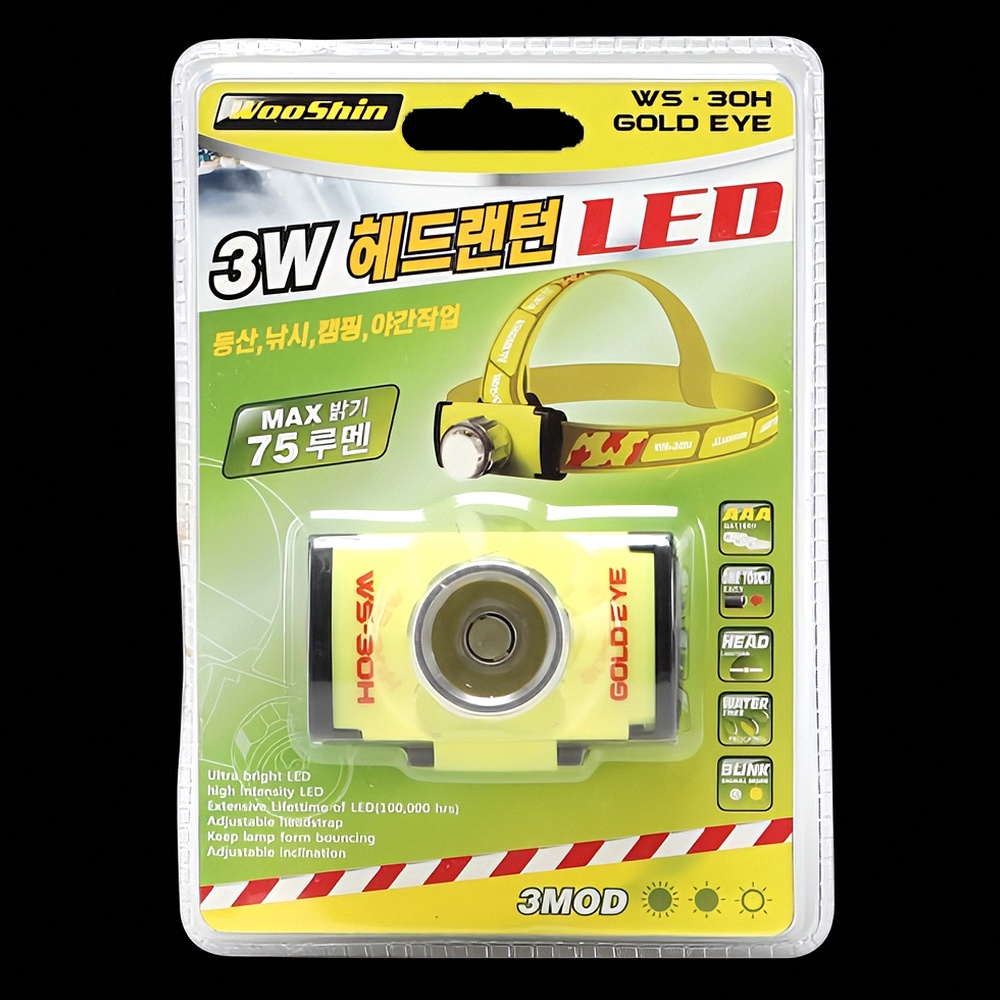 WooShin
WS - 30H
GOLD EYE
3W 헤드랜턴 LED
등산,낚시,캠핑,야간작업
MAX 밝기
75 루멘
WS-30H
GOLD EYE
AAA
ONE TOUCH
HEAD
WATER
FREE
BLINK
Ultra bright LED
high intensity LED
Extensive Lifetime of LED(100,000 hrs)
Adjustable headstrap
Keep lamp form bouncing
Adjustable inclination
3MOD